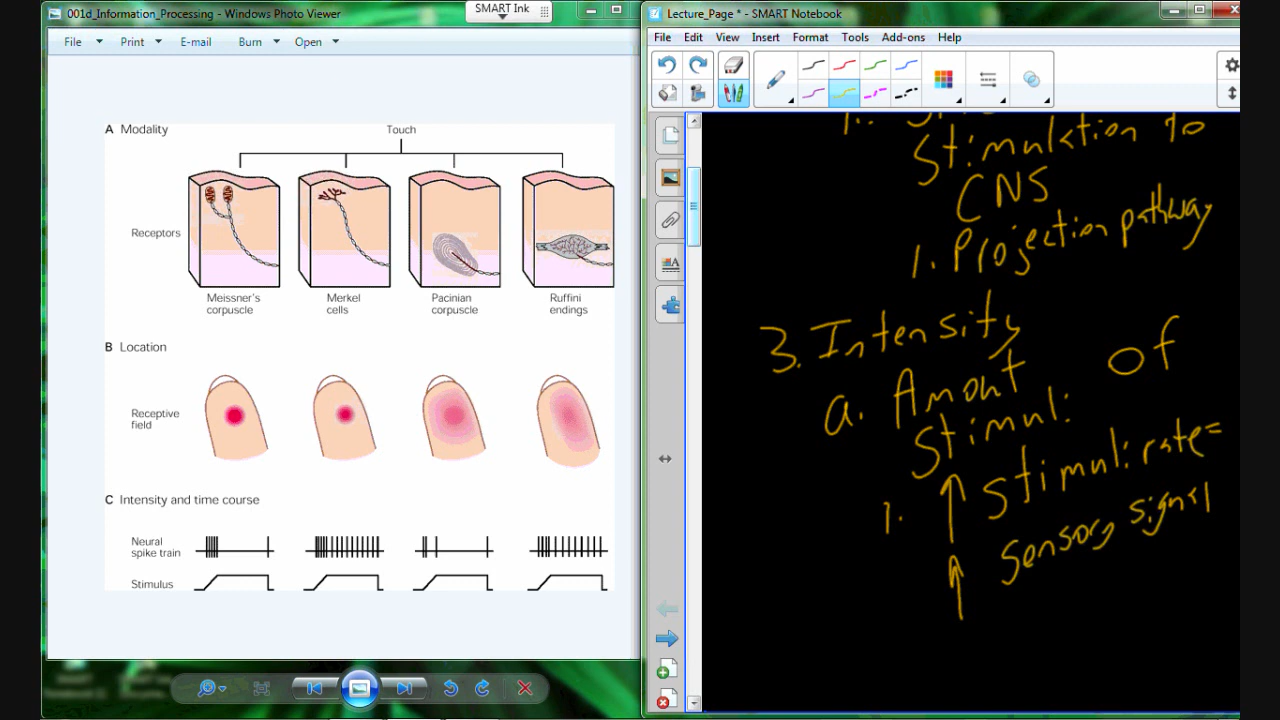 001d_Information_Processing - Windows Photo Viewer
SMART Ink
File Print E-mail Burn Open
A Modality
Touch
Receptors
Meissner's
corpuscle
Merkel
cells
Pacinian
corpuscle
Ruffini
endings
B Location
Receptive
field
C Intensity and time course
Neural
spike train
Stimulus
Lecture_Page * - SMART Notebook
File Edit View Insert Format Tools Add-ons Help
Stimulation to
CNS
1. Projection pathway
3. Intensity
a. Amont of
Stimuli
1. ↑ Stimuli rate=
↑ Sensory signal